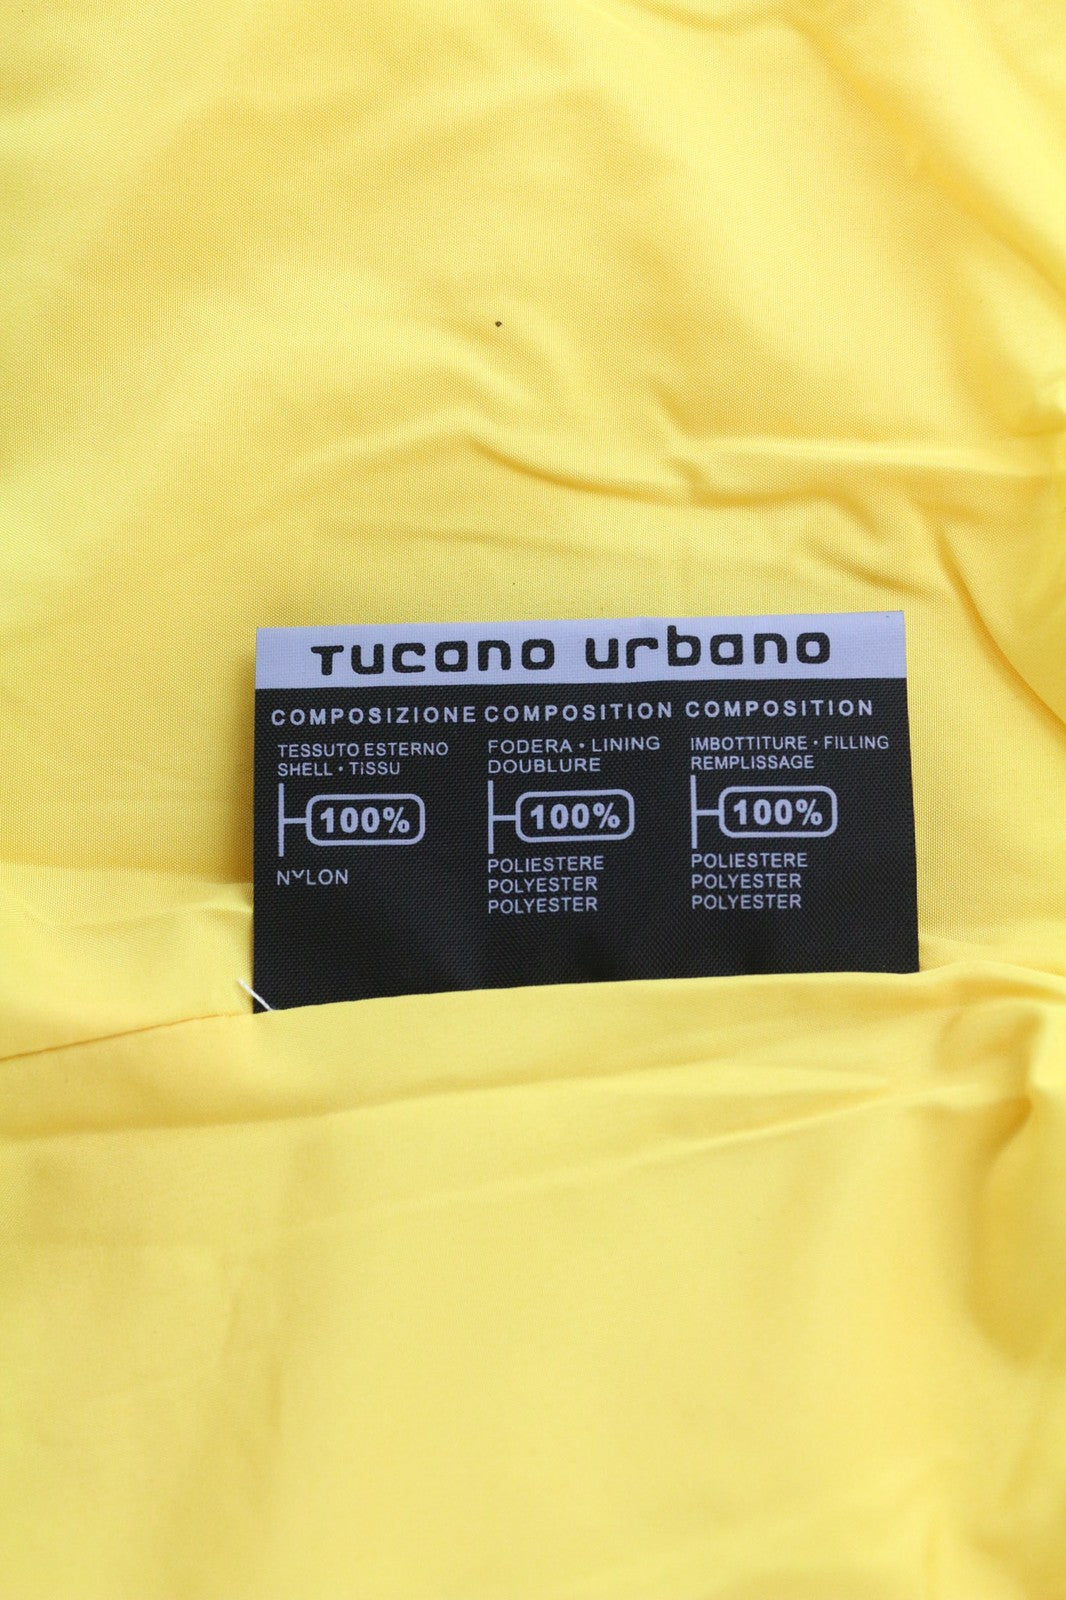 Tucano urbano
COMPOSIZIONE COMPOSITION COMPOSITION
TESSUTO ESTERNO
SHELL · TiSSU
100%
NYLON
FODERA · LINING
DOUBLURE
100%
POLIESTERE
POLYESTER
POLYESTER
IMBOTTITURE · FILLING
REMPLISSAGE
100%
POLIESTERE
POLYESTER
POLYESTER